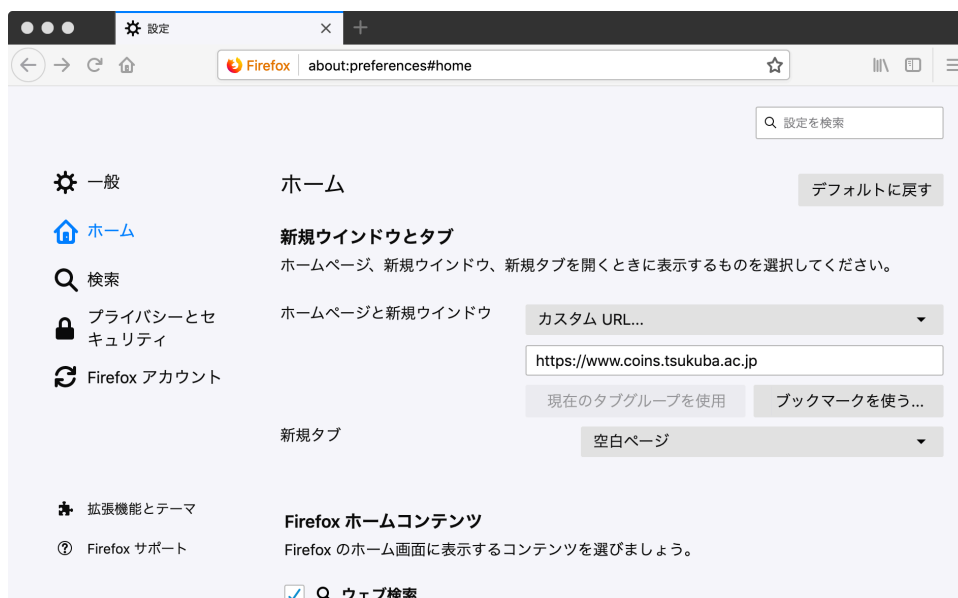 設定
Firefox about:preferences#home
設定を検索
一般
ホーム
検索
プライバシーとセ
キュリティ
Firefox アカウント
拡張機能とテーマ
Firefox サポート
ホーム
デフォルトに戻す
新規ウインドウとタブ
ホームページ、新規ウインドウ、新規タブを開くときに表示するものを選択してください。
ホームページと新規ウインドウ
カスタム URL...
https://www.coins.tsukuba.ac.jp
現在のタブグループを使用
ブックマークを使う...
新規タブ
空白ページ
Firefox ホームコンテンツ
Firefox のホーム画面に表示するコンテンツを選びましょう。
ウェブ検索